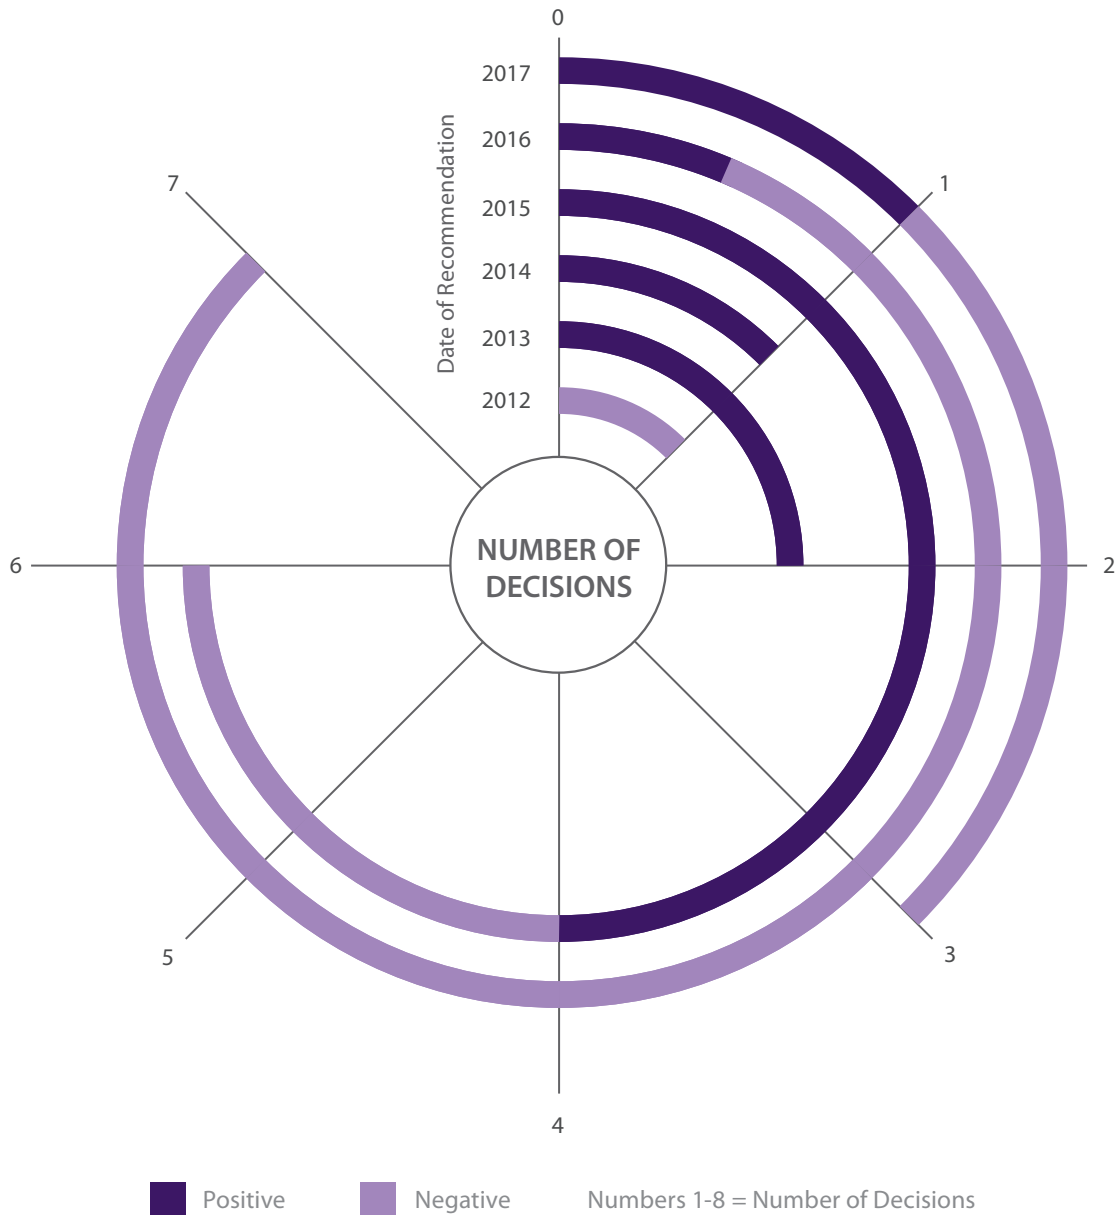 0
2017
2016
2015
2014
2013
2012
Date of Recommendation
7
1
6
2
NUMBER OF
DECISIONS
5
3
4
Positive
Negative
Numbers 1-8 = Number of Decisions